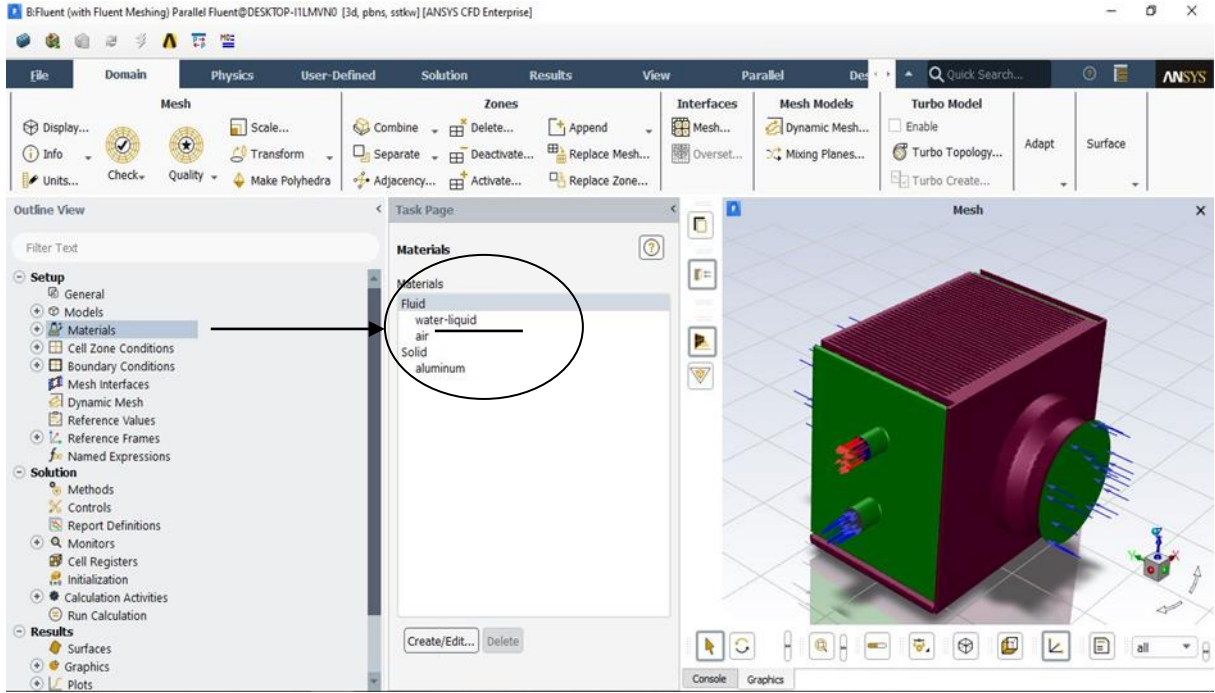 B:Fluent (with Fluent Meshing) Parallel Fluent@DESKTOP-I1LMVN0 [3d, pbns, sstkw] [ANSYS CFD Enterprise]
File Domain Physics User-Defined Solution Results View Parallel Des Quick Search... ANSYS
Mesh
Display...
Info
Units...
Check
Quality
Scale...
Transform
Make Polyhedra
Zones
Combine Delete... Append
Separate Deactivate... Replace Mesh...
Adjacency... Activate... Replace Zone...
Interfaces
Mesh...
Overset...
Mesh Models
Dynamic Mesh...
Mixing Planes...
Turbo Model
Enable
Turbo Topology...
Turbo Create...
Adapt
Surface
Outline View
Filter Text
Setup
General
Models
Materials
Cell Zone Conditions
Boundary Conditions
Mesh Interfaces
Dynamic Mesh
Reference Values
Reference Frames
Named Expressions
Solution
Methods
Controls
Report Definitions
Monitors
Cell Registers
Initialization
Calculation Activities
Run Calculation
Results
Surfaces
Graphics
Plots
Task Page
Materials
Materials
Fluid
water-liquid
air
Solid
aluminum
Create/Edit... Delete
Mesh
Y X
all
Console Graphics